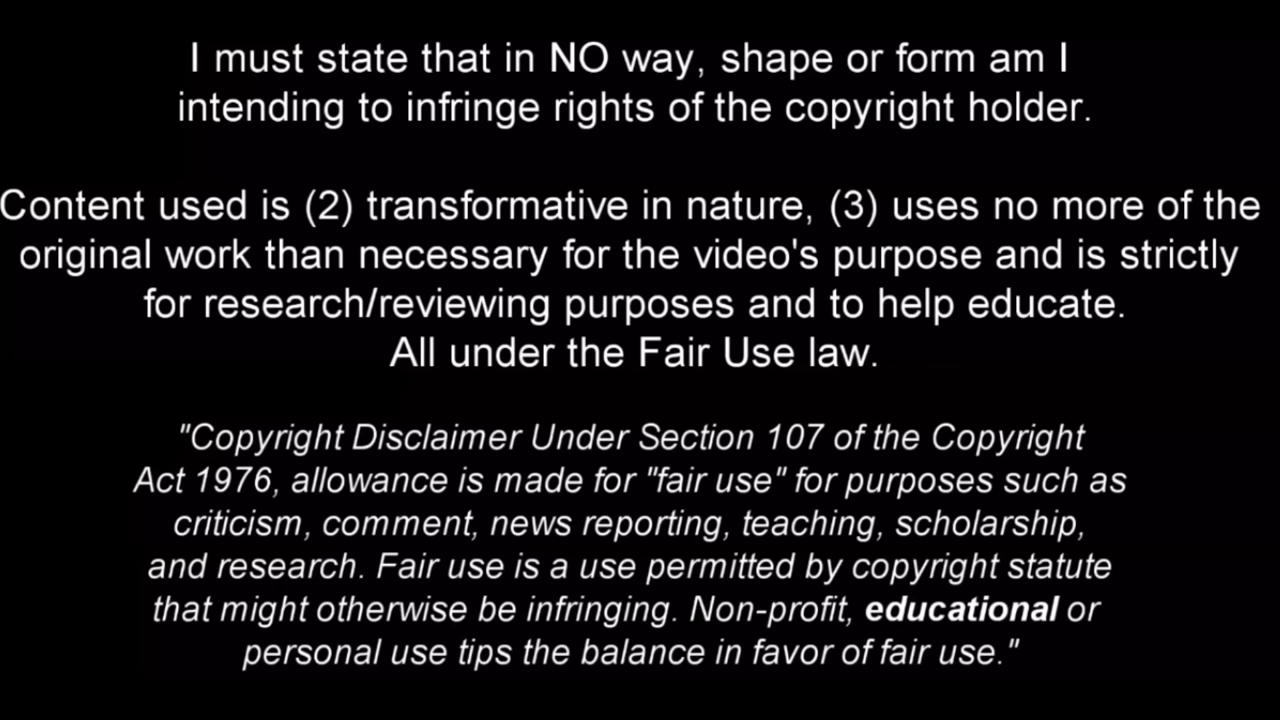 I must state that in NO way, shape or form am I
intending to infringe rights of the copyright holder.
Content used is (2) transformative in nature, (3) uses no more of the
original work than necessary for the video's purpose and is strictly
for research/reviewing purposes and to help educate.
All under the Fair Use law.
"Copyright Disclaimer Under Section 107 of the Copyright
Act 1976, allowance is made for "fair use" for purposes such as
criticism, comment, news reporting, teaching, scholarship,
and research. Fair use is a use permitted by copyright statute
that might otherwise be infringing. Non-profit, educational or
personal use tips the balance in favor of fair use."